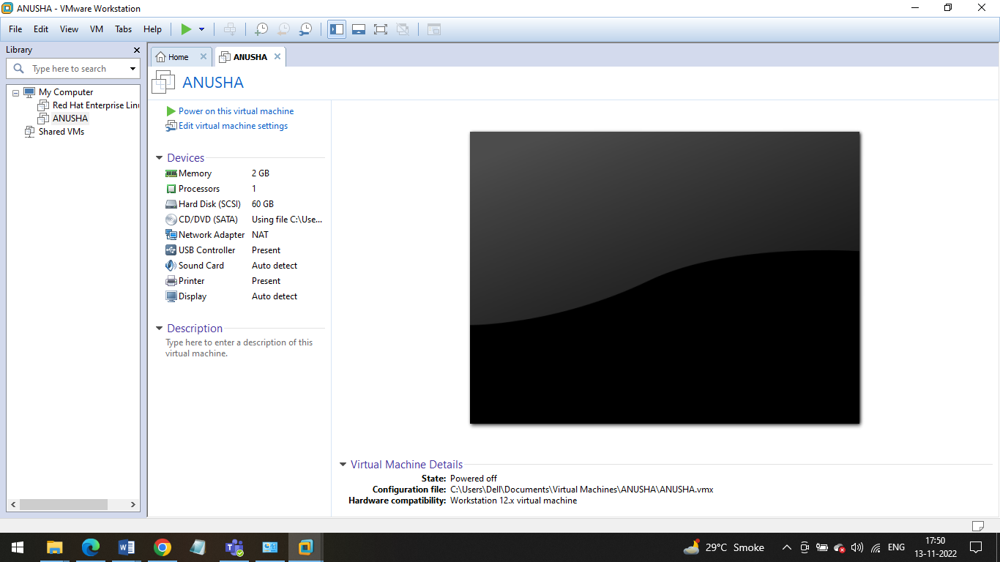 ANUSHA - VMware Workstation
File Edit View VM Tabs Help
Library
Type here to search
My Computer
Red Hat Enterprise Linu
ANUSHA
Shared VMs
Home
ANUSHA
ANUSHA
Power on this virtual machine
Edit virtual machine settings
Devices
Memory 2 GB
Processors 1
Hard Disk (SCSI) 60 GB
CD/DVD (SATA) Using file C:\Use...
Network Adapter NAT
USB Controller Present
Sound Card Auto detect
Printer Present
Display Auto detect
Description
Type here to enter a description of this
virtual machine.
Virtual Machine Details
State: Powered off
Configuration file: C:\Users\Dell\Documents\Virtual Machines\ANUSHA\ANUSHA.vmx
Hardware compatibility: Workstation 12.x virtual machine
29°C Smoke
ENG
17:50
13-11-2022